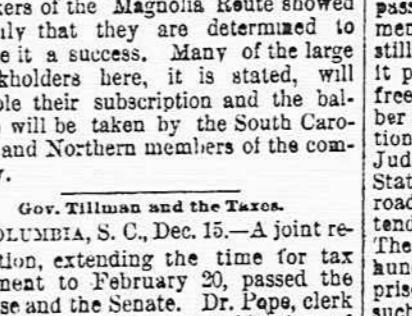 kers of the Magnolia Route showed
nly that they are determined to
e it a success. Many of the large
kholders here, it is stated, will
ble their subscription and the bal-
will be taken by the South Caro-
and Northern members of the com-
y.
Gov. Tillman and the Taxes.
OLUMBIA, S. C., Dec. 15.—A joint re-
tion, extending the time for tax
ment to February 20, passed the
se and the Senate. Dr. Pope, clerk
pass
mer
still
it p
free
ber
tion
Jud
Stat
road
tend
The
hun
prise
such